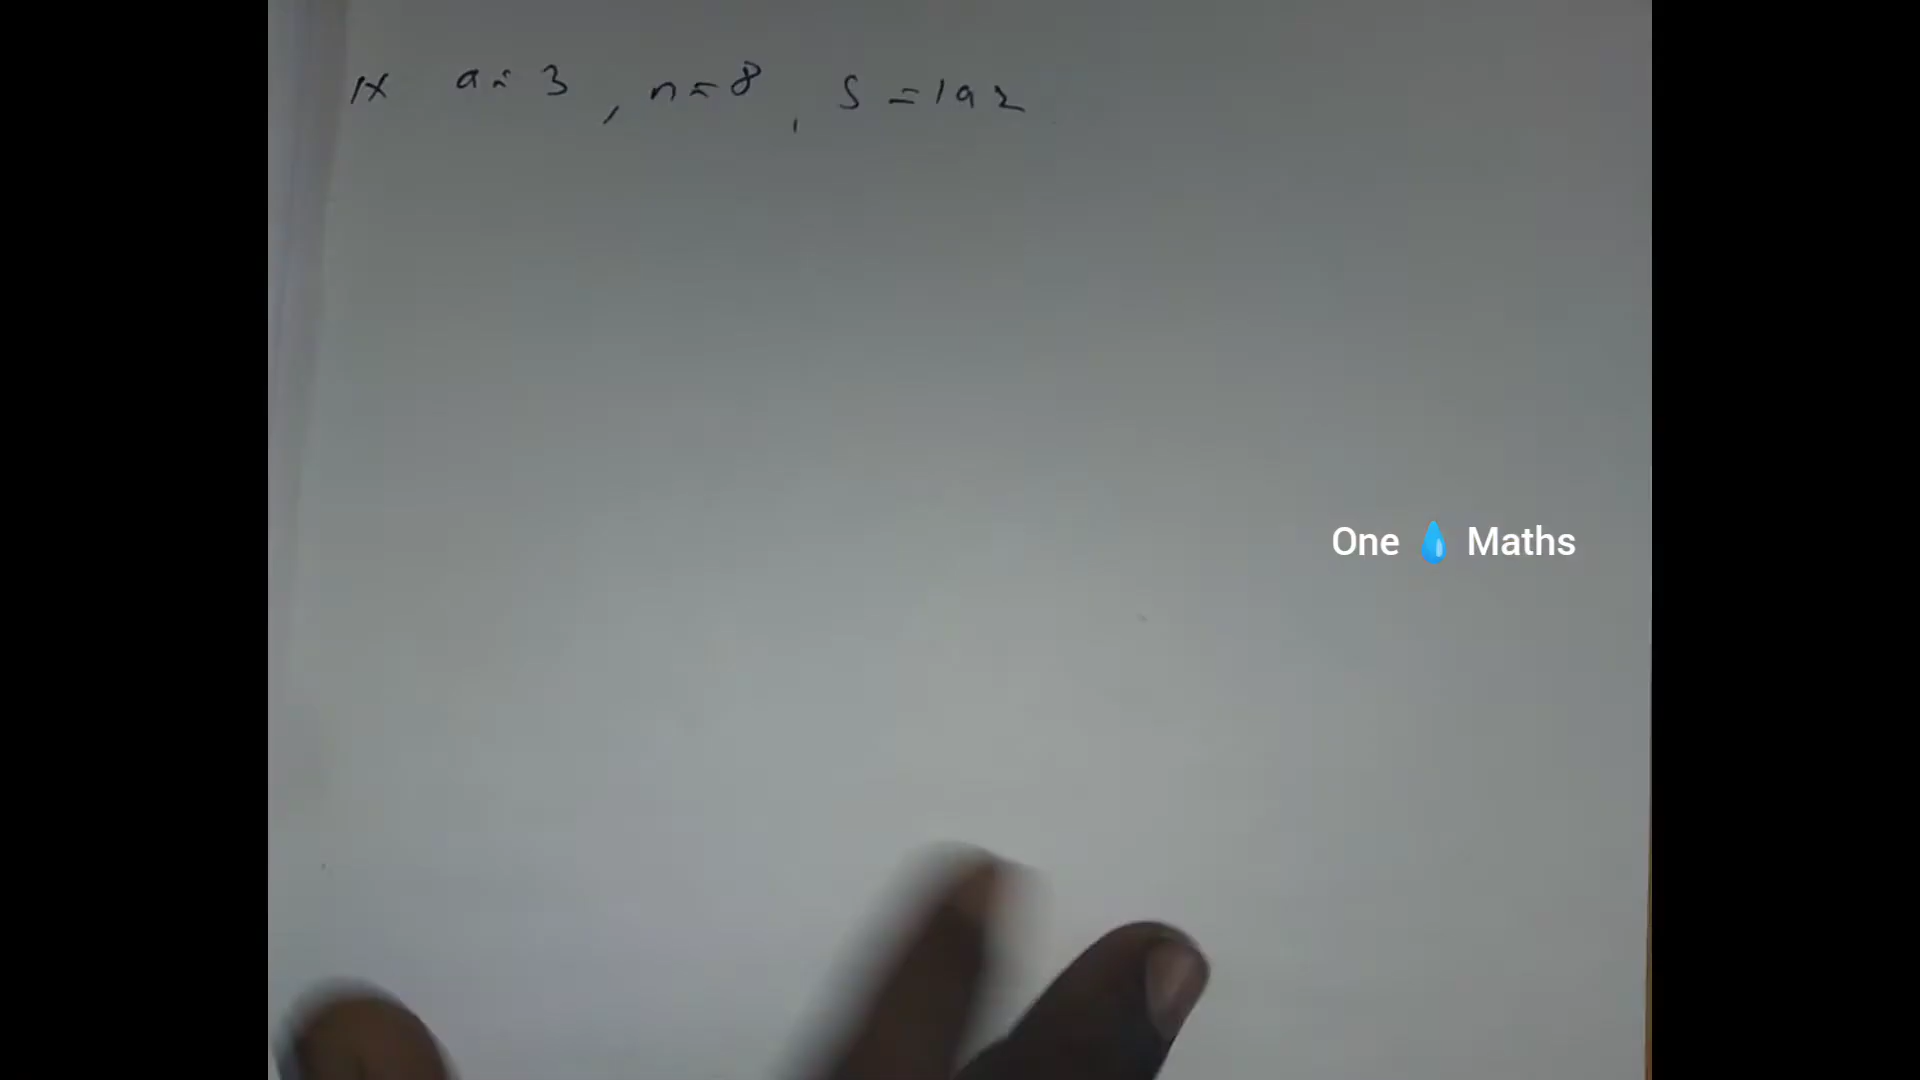 ix a = 3, n = 8, S = 192
One 💧 Maths